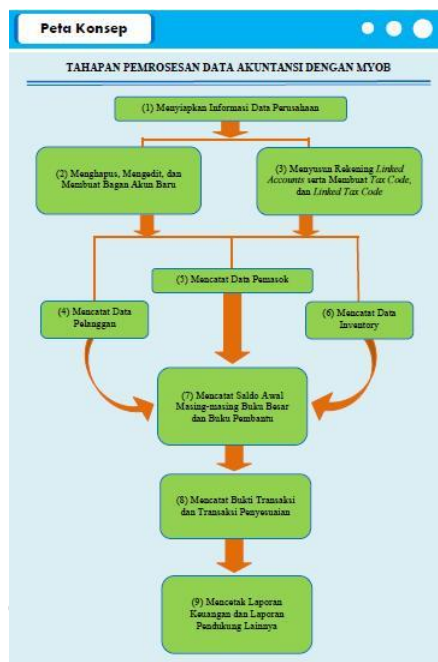 Peta Konsep
TAHAPAN PEMROSESAN DATA AKUNTANSI DENGAN MYOB
(1) Menyiapkan Informasi Data Perusahaan
(2) Menghapus, Mengedit, dan
Membuat Bagan Akun Baru
(3) Menyusun Rekening Linked
Accounts serta Membuat Tax Code,
dan Linked Tax Code
(5) Mencatat Data Pemasok
(4) Mencatat Data
Pelanggan
(6) Mencatat Data
Inventory
(7) Mencatat Saldo Awal
Masing-masing Buku Besar
dan Buku Pembantu
(8) Mencatat Bukti Transaksi
dan Transaksi Penyesuaian
(9) Mencetak Laporan
Keuangan dan Laporan
Pendukung Lainnya